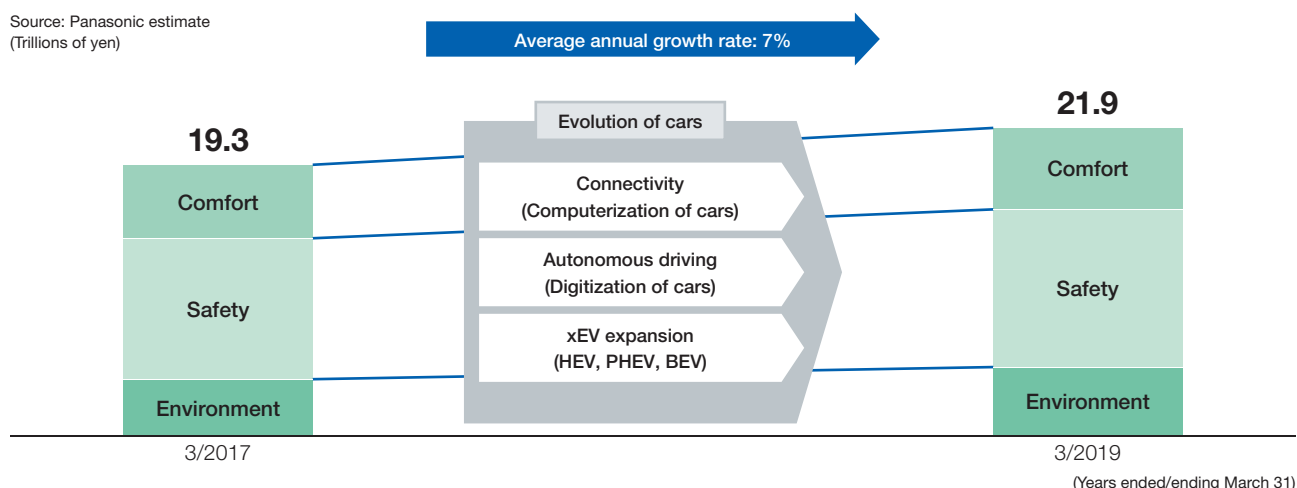 Source: Panasonic estimate
(Trillions of yen)
Average annual growth rate: 7%
19.3
Comfort
Safety
Environment
3/2017
Evolution of cars
Connectivity
(Computerization of cars)
Autonomous driving
(Digitization of cars)
xEV expansion
(HEV, PHEV, BEV)
21.9
Comfort
Safety
Environment
3/2019
(Years ended/ending March 31)